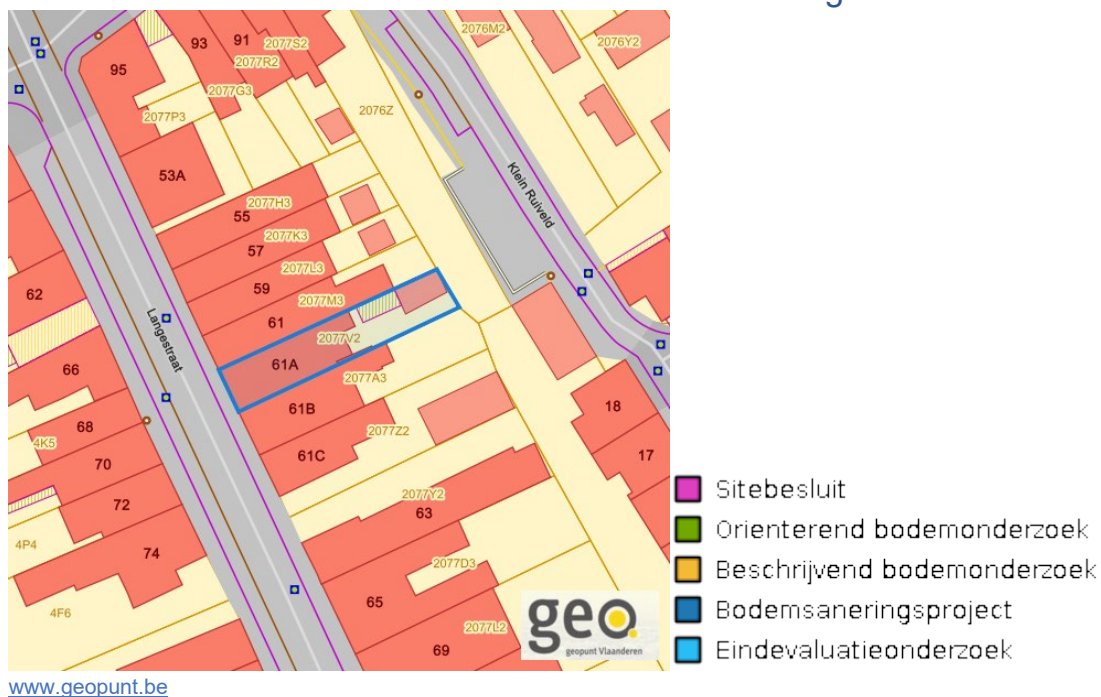 g
2076M2
2076Y2
93
91
2077S2
2077R2
95
2077G3
2076Z
2077P3
53A
Klein Ruiveld
2077H3
55
2077K3
57
2077L3
59
62
2077M3
61
Langestraat
2077V2
61A
66
2077A3
61B
18
68
4K5
2077Z2
61C
17
70
2077Y2
72
63
4P4
74
2077D3
65
4F6
2077L2
69
geo
geopunt Vlaanderen
Sitebesluit
Oriënterend bodemonderzoek
Beschrijvend bodemonderzoek
Bodemsaneringsproject
Eindevaluatieonderzoek
www.geopunt.be